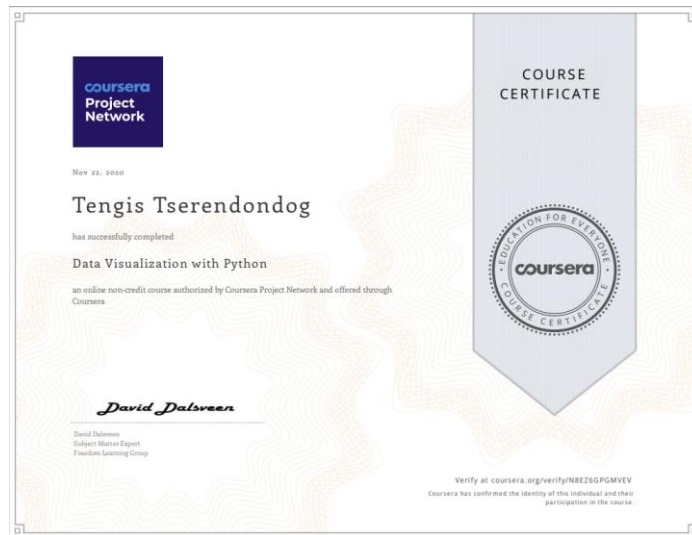 coursera
Project
Network
COURSE
CERTIFICATE
Nov 22, 2020
Tengis Tserendondog
has successfully completed
Data Visualization with Python
an online non-credit course authorized by Coursera Project Network and offered through
Coursera
EDUCATION FOR EVERYONE
coursera
COURSE CERTIFICATE
David Dalsveen
David Dalsveen
Subject Matter Expert
Freedom Learning Group
Verify at coursera.org/verify/N8EZ6GPGMVEV
Coursera has confirmed the identity of this individual and their
participation in the course.